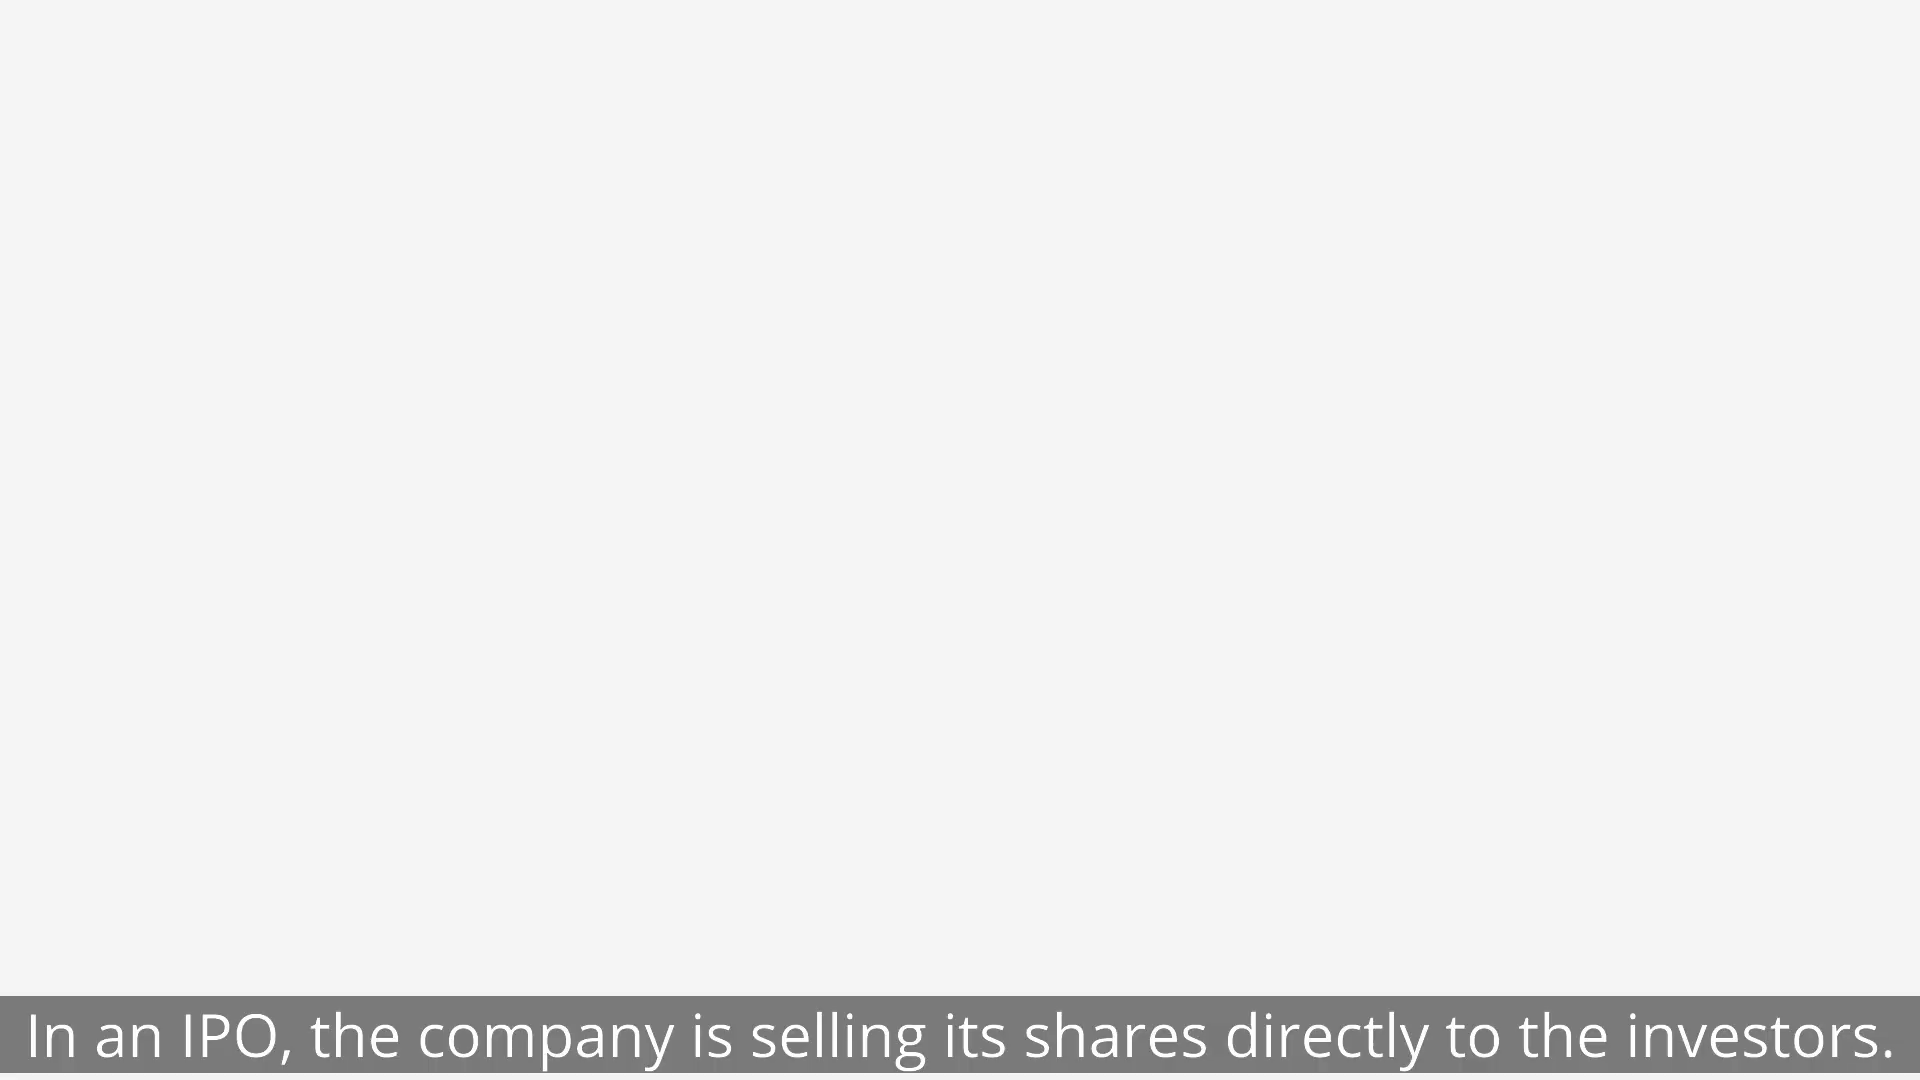 In an IPO, the company is selling its shares directly to the investors.